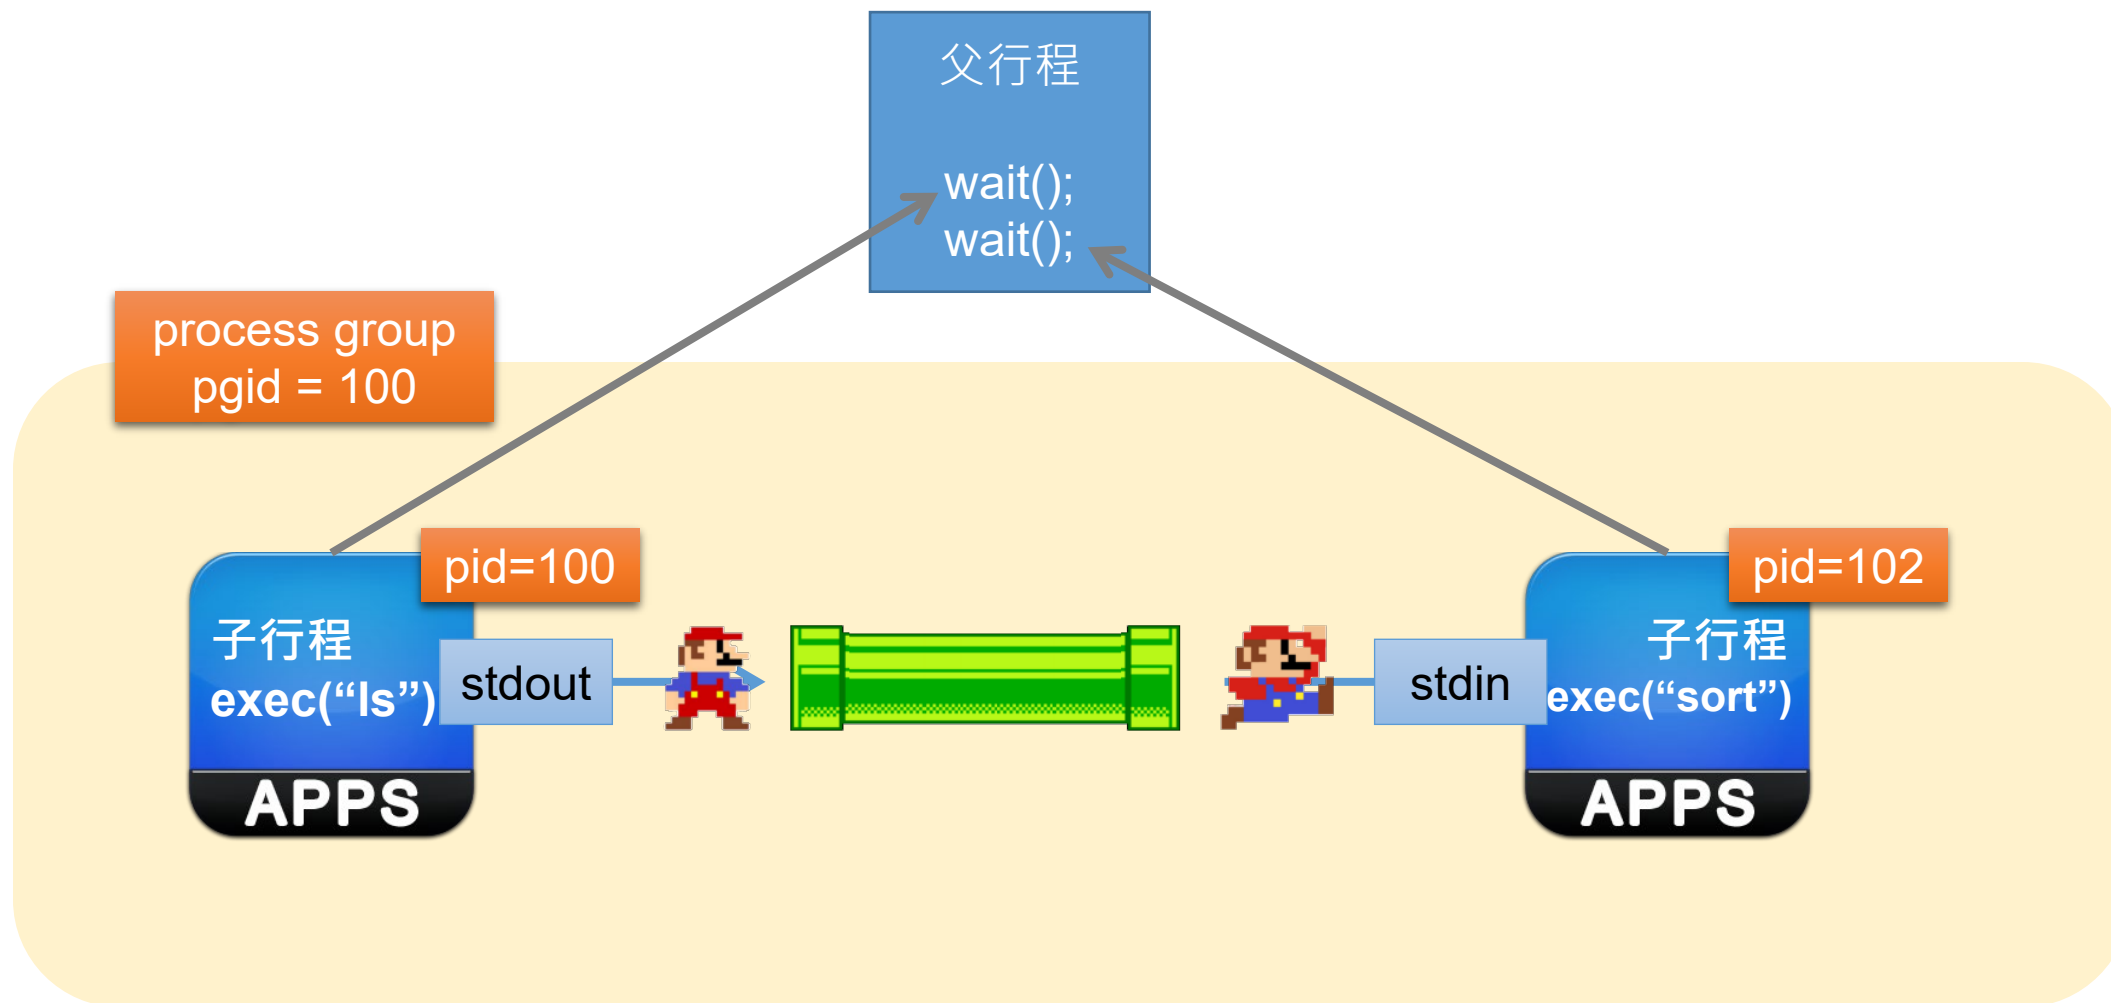 父行程
wait();
wait();
process group
pgid = 100
pid=100
子行程
exec(“ls”)
APPS
stdout
stdin
pid=102
子行程
exec(“sort”)
APPS